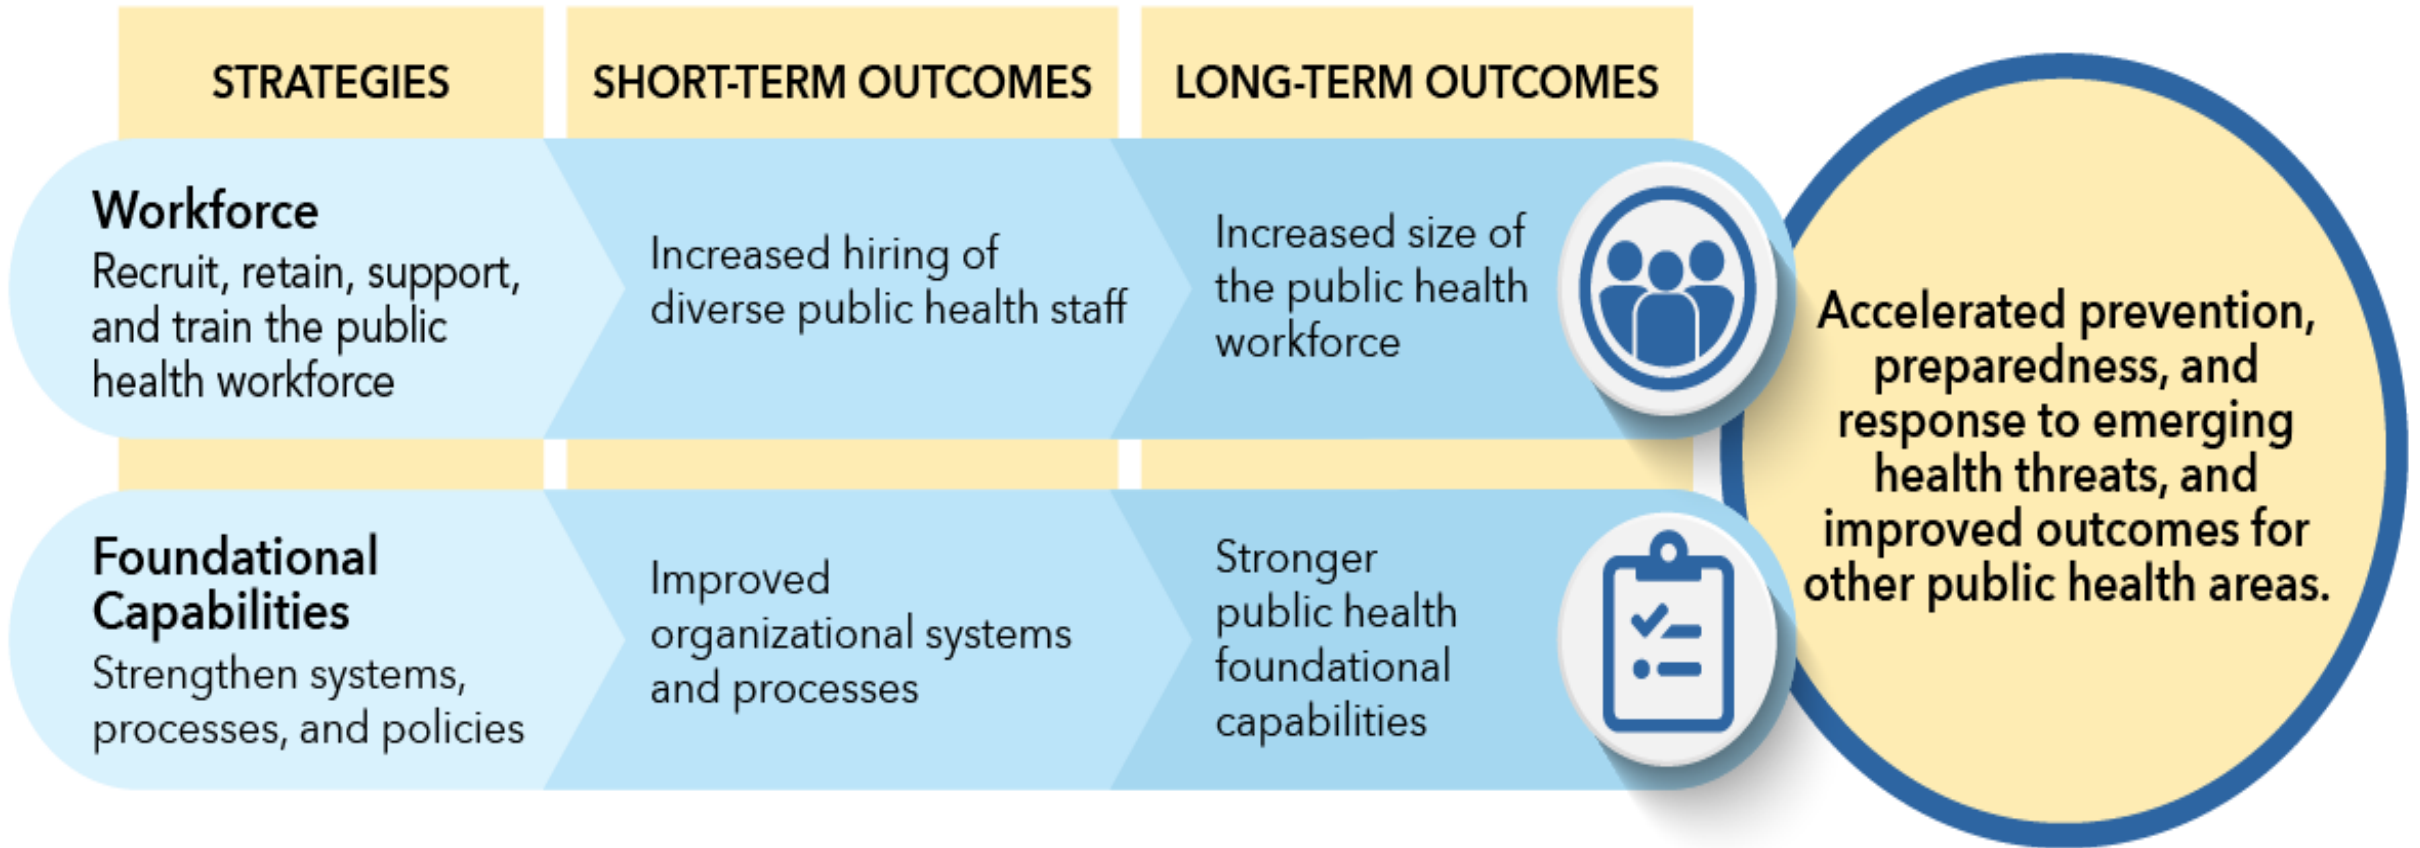 STRATEGIES
SHORT-TERM OUTCOMES
LONG-TERM OUTCOMES
Workforce
Recruit, retain, support,
and train the public
health workforce
Increased hiring of
diverse public health staff
Increased size of
the public health
workforce
Foundational
Capabilities
Strengthen systems,
processes, and policies
Improved
organizational systems
and processes
Stronger
public health
foundational
capabilities
Accelerated prevention,
preparedness, and
response to emerging
health threats, and
improved outcomes for
other public health areas.